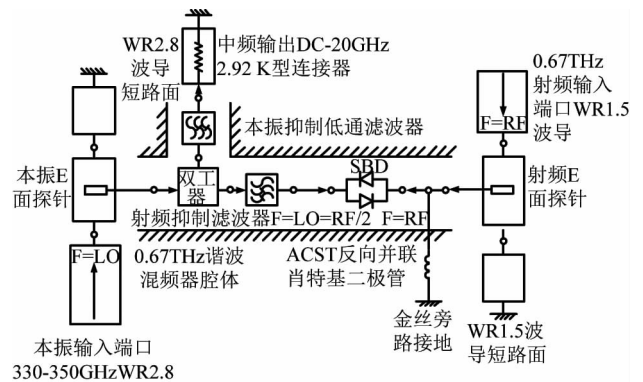 WR2.8
波导
短路面
中频输出DC-20GHz
2.92 K型连接器
0.67THz
射频输入
端口WR1.5
波导
F=RF
本振抑制低通滤波器
本振E
面探针
双工
器
SBD
射频E
面探针
射频抑制滤波器F=LO=RF/2 F=RF
F=LO
0.67THz谐波
混频器腔体
ACST反向并联
肖特基二极管
金丝旁
路接地
WR1.5波
导短路面
本振输入端口
330-350GHzWR2.8